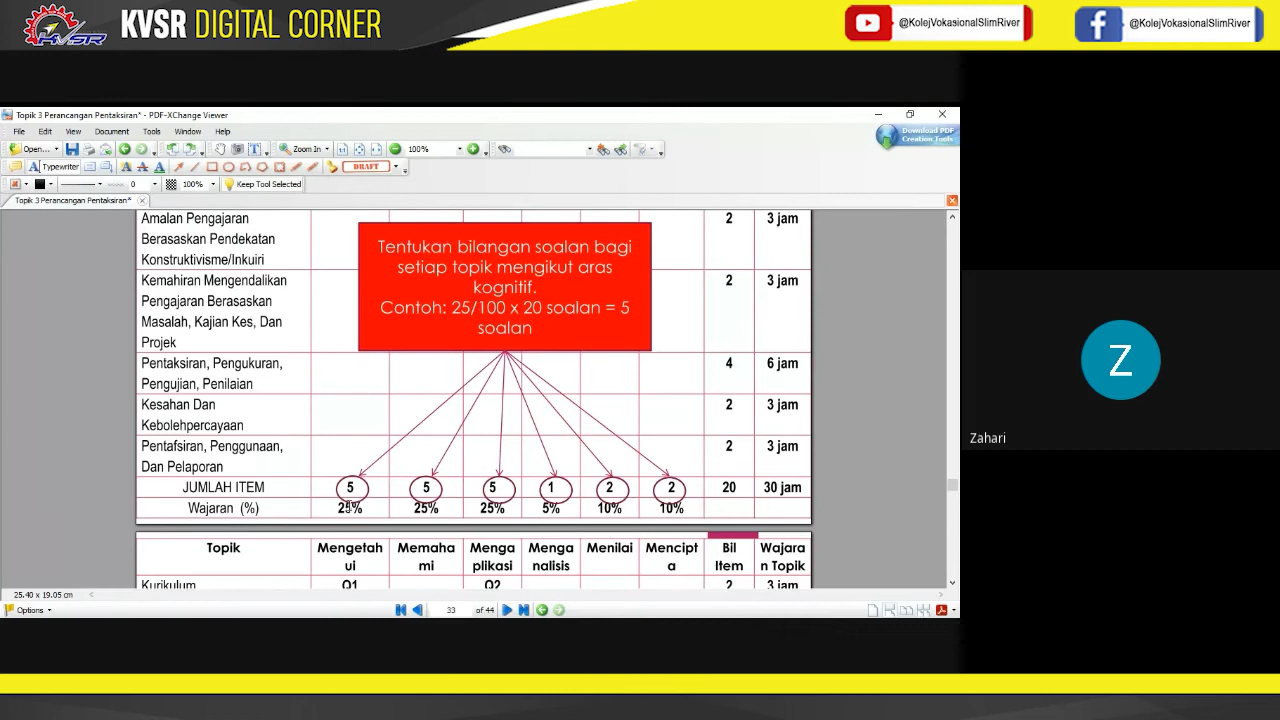 KVSR DIGITAL CORNER
KVSR
@KolejVokasionalSlimRiver
@KolejVokasionalSlimRiver
Topik 3 Perancangan Pentaksiran* - PDF-XChange Viewer
File Edit View Document Tools Window Help
Open... Zoom In 100%
Download PDF
Creation Tools
Typewriter DRAFT
0 100% Keep Tool Selected
Topik 3 Perancangan Pentaksiran*
Amalan Pengajaran
Berasaskan Pendekatan
Konstruktivisme/Inkuiri
2 3 jam
Tentukan bilangan soalan bagi
setiap topik mengikut aras
kognitif.
Contoh: 25/100 x 20 soalan = 5
soalan
Kemahiran Mengendalikan
Pengajaran Berasaskan
Masalah, Kajian Kes, Dan
Projek
2 3 jam
Pentaksiran, Pengukuran,
Pengujian, Penilaian
4 6 jam
Kesahan Dan
Kebolehpercayaan
2 3 jam
Pentafsiran, Penggunaan,
Dan Pelaporan
2 3 jam
JUMLAH ITEM 5 5 5 1 2 2 20 30 jam
Wajaran (%) 25% 25% 25% 5% 10% 10%
Topik Mengetah Memaha Menga Menga Menilai Mencipt Bil Wajara
ui mi plikasi nalisis a Item n Topik
Kurikulum Q1 Q2 2 3 jam
25.40 x 19.05 cm
Options 33 of 44
Z
Zahari